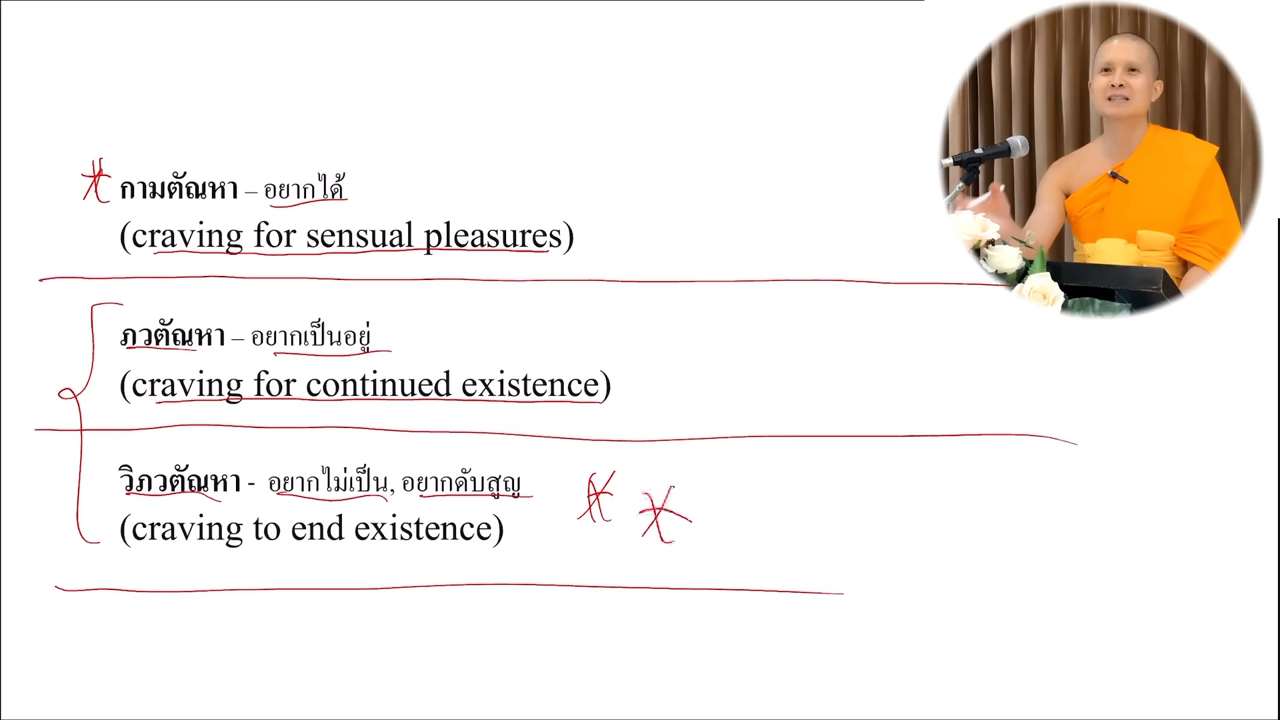 กามตัณหา – อยากได้
(craving for sensual pleasures)
ภวตัณหา – อยากเป็นอยู่
(craving for continued existence)
วิภวตัณหา - อยากไม่เป็น, อยากดับสูญ
(craving to end existence)